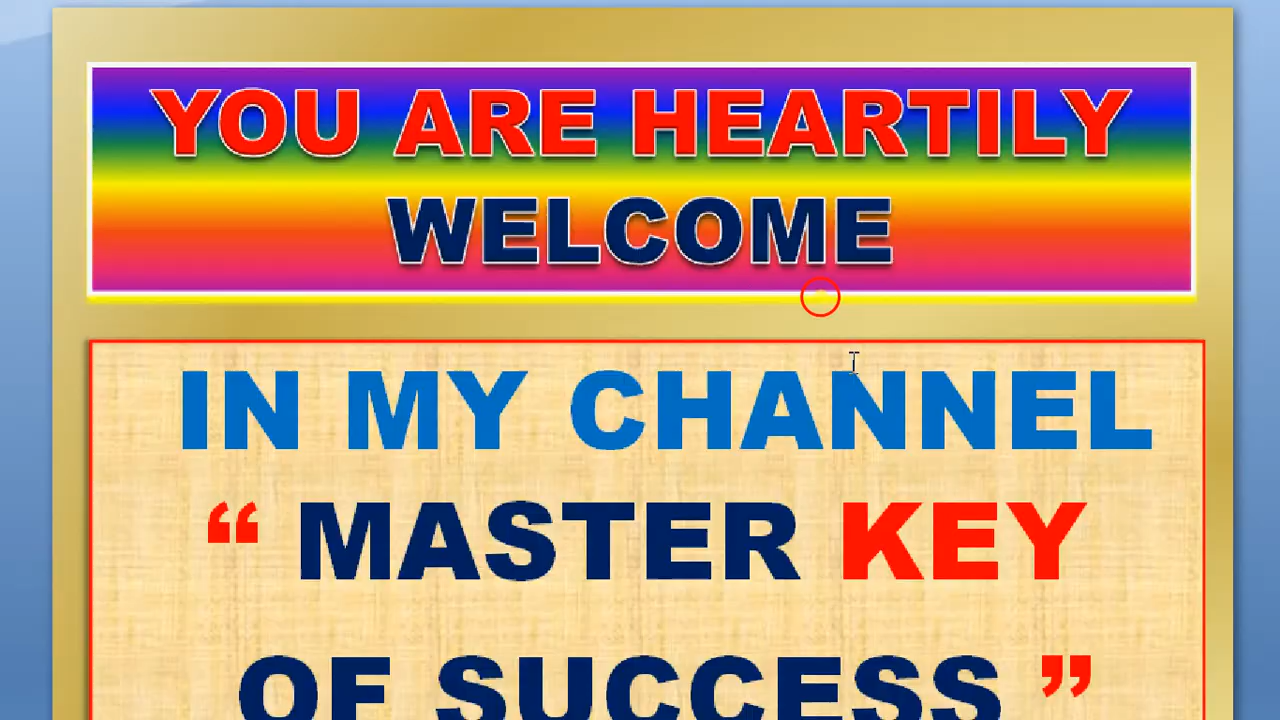 YOU ARE HEARTILY
WELCOME
IN MY CHANNEL
“ MASTER KEY
OF SUCCESS ”